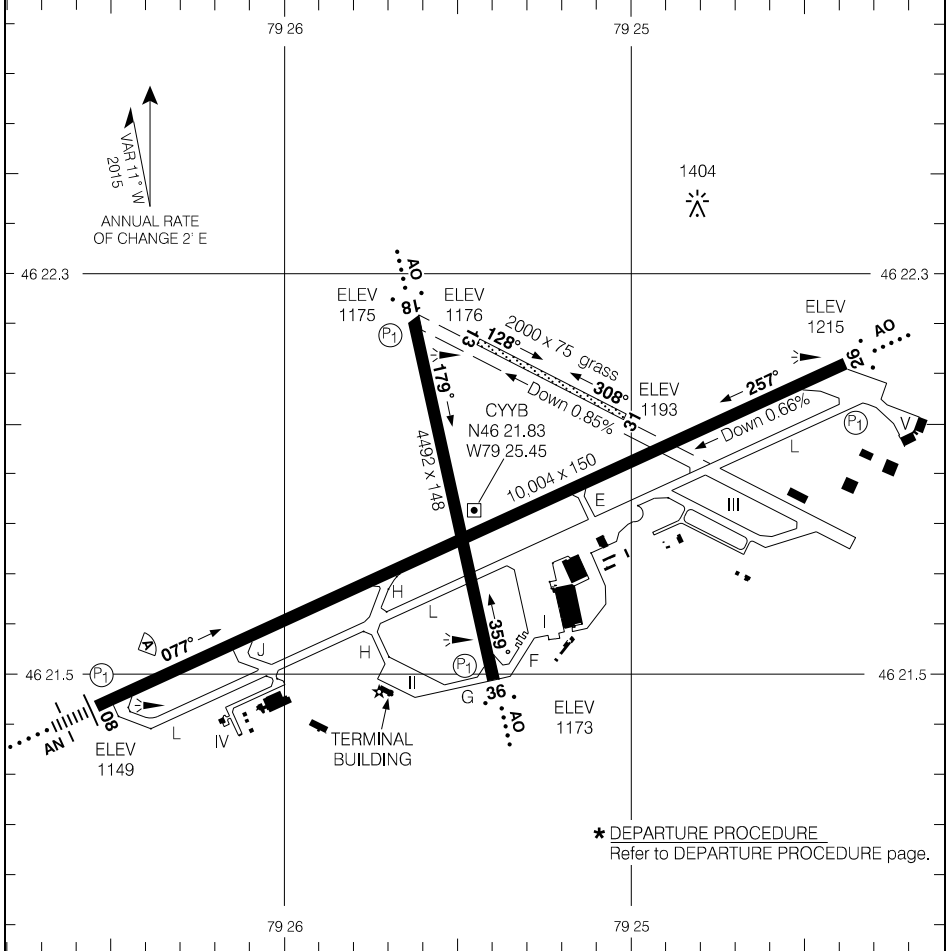 79 26
79 25
VAR 11° W
2015
ANNUAL RATE
OF CHANGE 2' E
1404
46 22.3
46 22.3
AO
ELEV
1175
18
ELEV
1176
P1
13
128°
2000 x 75 grass
308°
31
Down 0.85%
ELEV
1193
ELEV
1215
AO
26
257°
Down 0.66%
P1
V
L
179°
4492 x 148
CYYB
N46 21.83
W79 25.45
10,004 x 150
E
III
H
L
I
359°
A
077°
J
H
F
P1
P1
46 21.5
46 21.5
II
G
36
AO
ELEV
1173
AN
08
ELEV
1149
L
IV
TERMINAL
BUILDING
* DEPARTURE PROCEDURE
Refer to DEPARTURE PROCEDURE page.
79 26
79 25